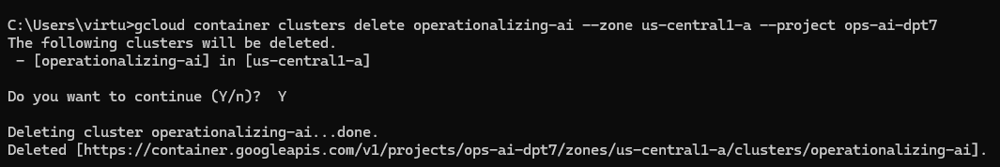 C:\Users\virtu>gcloud container clusters delete operationalizing-ai --zone us-central1-a --project ops-ai-dpt7
The following clusters will be deleted.
 - [operationalizing-ai] in [us-central1-a]
Do you want to continue (Y/n)?  Y
Deleting cluster operationalizing-ai...done.
Deleted [https://container.googleapis.com/v1/projects/ops-ai-dpt7/zones/us-central1-a/clusters/operationalizing-ai].